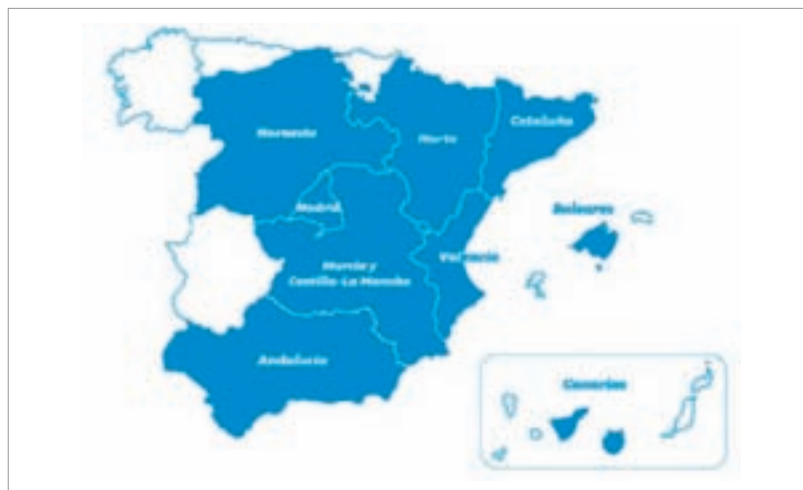 Noroeste
Norte
Cataluña
Madrid
Baleares
Valencia
Murcia y
Castilla-La Mancha
Andalucía
Canarias